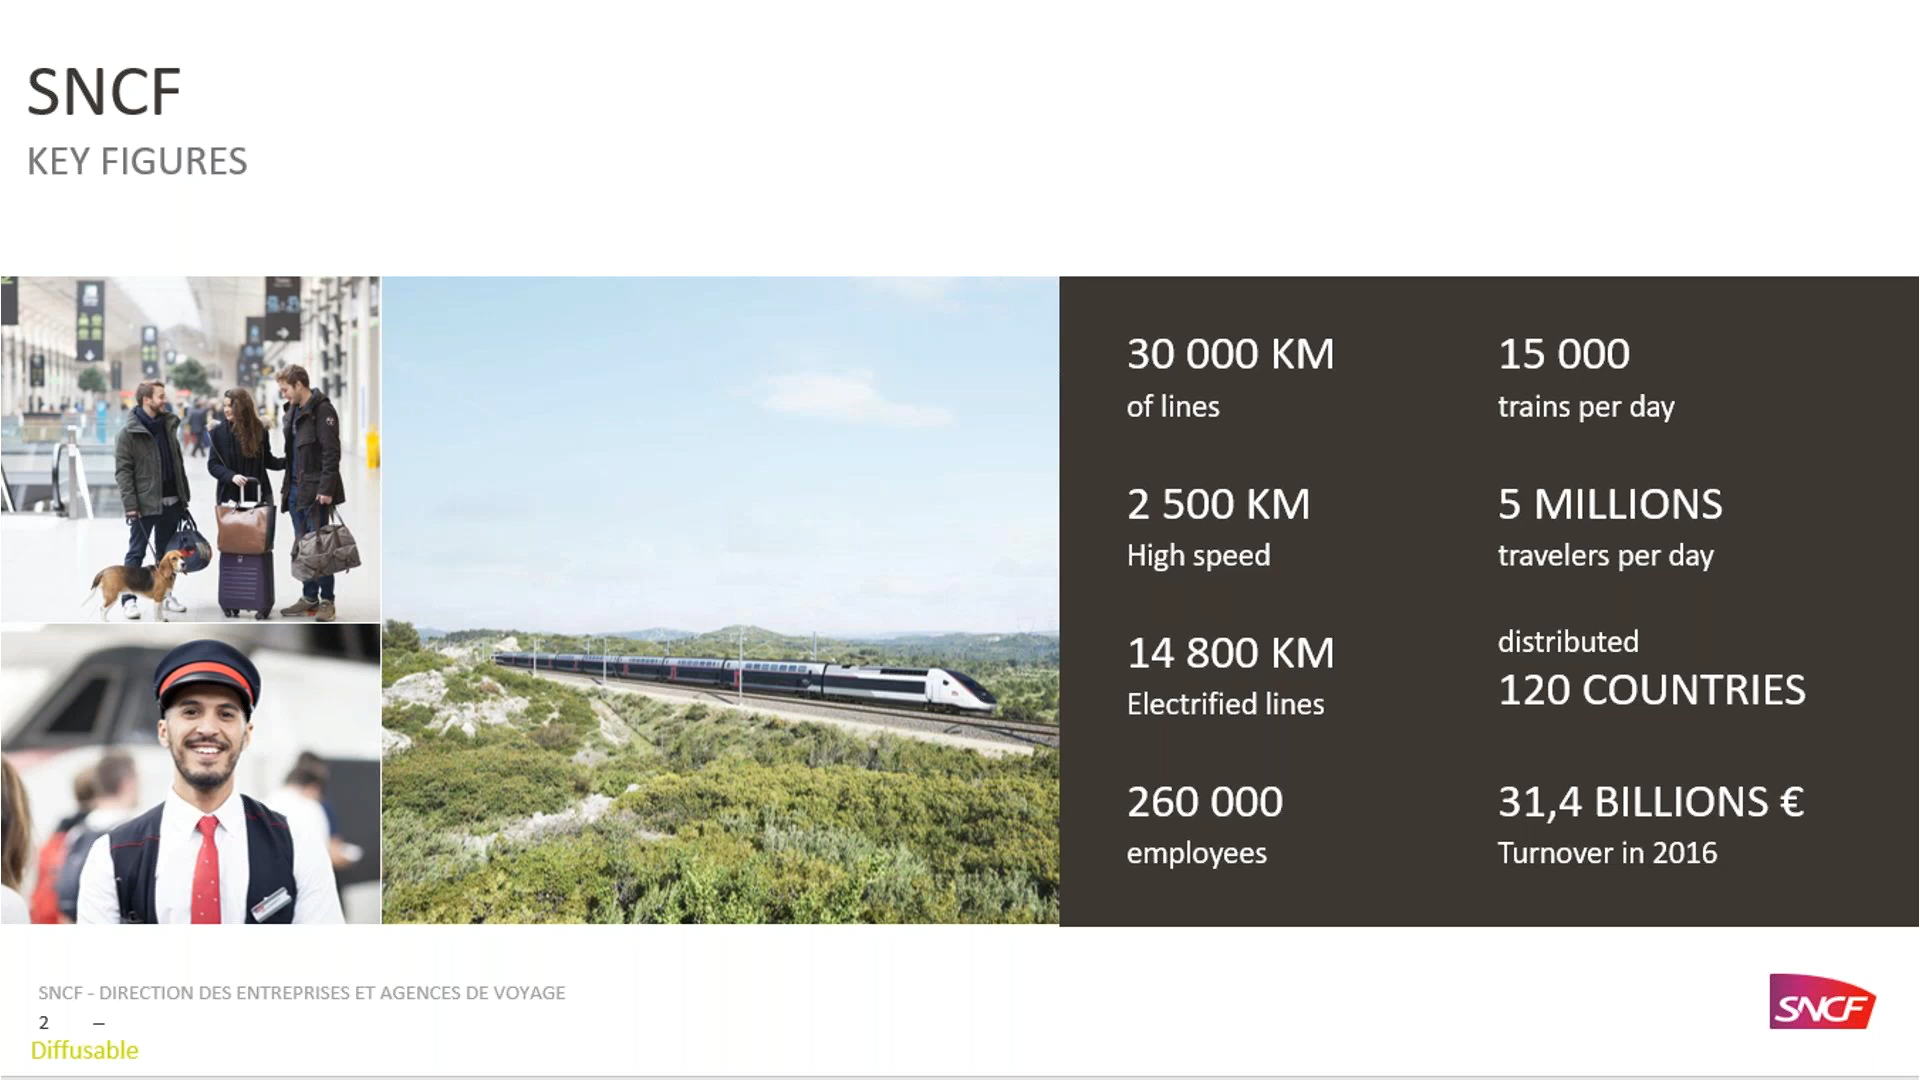 SNCF
KEY FIGURES
30 000 KM
of lines
2 500 KM
High speed
14 800 KM
Electrified lines
260 000
employees
15 000
trains per day
5 MILLIONS
travelers per day
distributed
120 COUNTRIES
31,4 BILLIONS €
Turnover in 2016
SNCF - DIRECTION DES ENTREPRISES ET AGENCES DE VOYAGE
2 –
Diffusable
SNCF